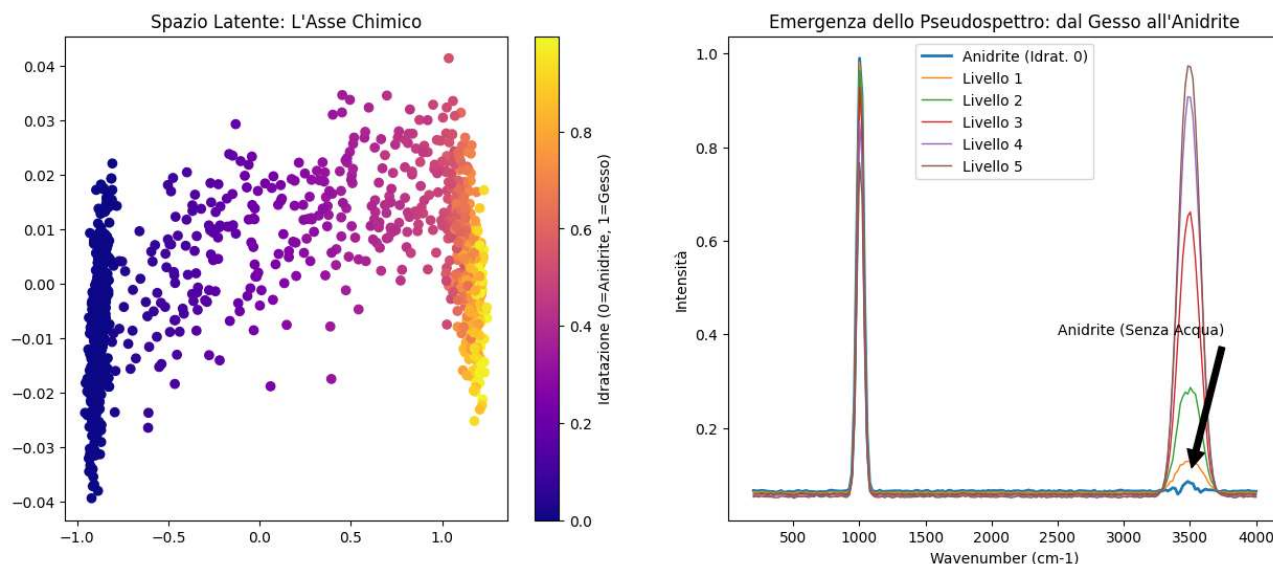 Spazio Latente: L'Asse Chimico
0.04
0.03
0.02
0.01
0.00
−0.01
−0.02
−0.03
−0.04
−1.0
−0.5
0.0
0.5
1.0
0.8
0.6
0.4
0.2
0.0
Idratazione (0=Anidrite, 1=Gesso)
Emergenza dello Pseudospettro: dal Gesso all'Anidrite
Intensità
1.0
0.8
0.6
0.4
0.2
Anidrite (Idrat. 0)
Livello 1
Livello 2
Livello 3
Livello 4
Livello 5
Anidrite (Senza Acqua)
500
1000
1500
2000
2500
3000
3500
4000
Wavenumber (cm-1)